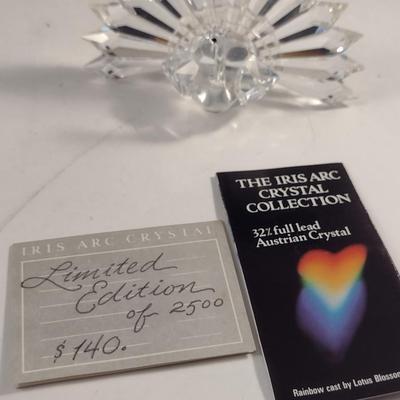 THE IRIS ARC
CRYSTAL
COLLECTION
32% full lead
Austrian Crystal
Rainbow cast by Lotus Blossom
IRIS ARC CRYSTAL
Limited
Edition
of 2500
$140.